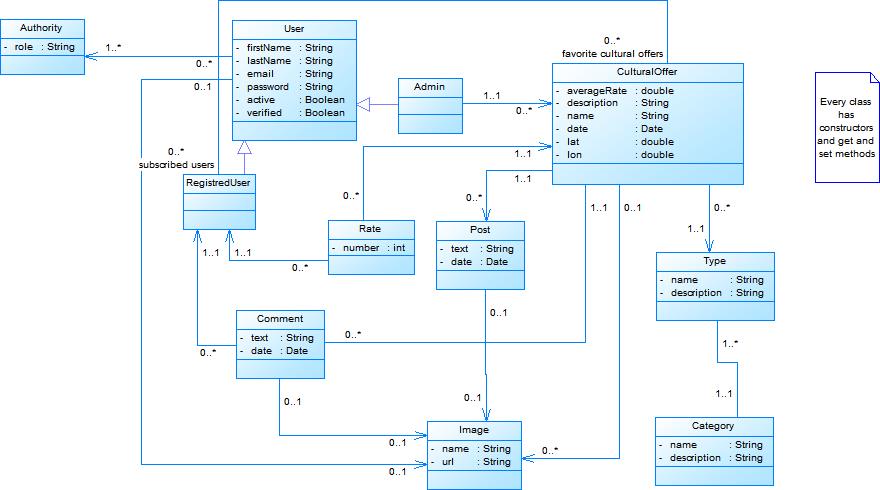 Authority
- role : String
1..*
0..*
User
- firstName : String
- lastName : String
- email : String
- password : String
- active : Boolean
- verified : Boolean
0..1
Admin
1..1
0..*
0..*
favorite cultural offers
CulturalOffer
- averageRate : double
- description : String
- name : String
- date : Date
- lat : double
- lon : double
Every class
has
constructors
and get and
set methods
0..*
subscribed users
RegistredUser
1..1
1..1
0..*
1..1
Rate
- number : int
0..*
1..1
0..*
Post
- text : String
- date : Date
0..1
1..1
0..1
0..*
1..1
Type
- name : String
- description : String
1..*
1..1
Category
- name : String
- description : String
Comment
- text : String
- date : Date
0..*
0..*
0..1
0..1
0..1
0..1
0..*
Image
- name : String
- url : String